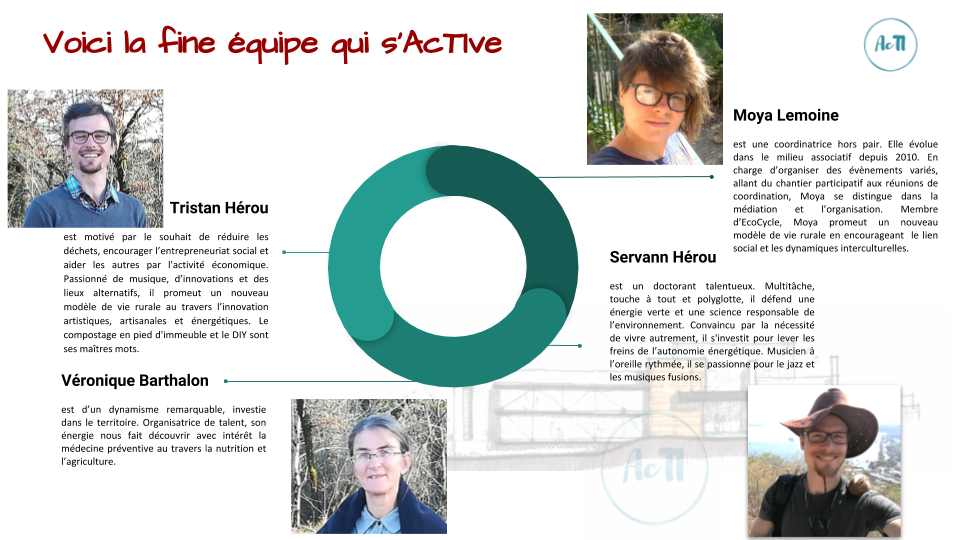 Voici la fine équipe qui s'AcTIve
AcTI
Moya Lemoine
est une coordinatrice hors pair. Elle évolue
dans le milieu associatif depuis 2010. En
charge d'organiser des évènements variés,
allant du chantier participatif aux réunions de
coordination, Moya se distingue dans la
médiation et l'organisation. Membre
d'EcoCycle, Moya promeut un nouveau
modèle de vie rurale en encourageant le lien
social et les dynamiques interculturelles.
Tristan Hérou
est motivé par le souhait de réduire les
déchets, encourager l'entrepreneuriat social et
aider les autres par l'activité économique.
Passionné de musique, d'innovations et des
lieux alternatifs, il promeut un nouveau
modèle de vie rurale au travers l'innovation
artistiques, artisanales et énergétiques. Le
compostage en pied d'immeuble et le DIY sont
ses maîtres mots.
Servann Hérou
est un doctorant talentueux. Multitâche,
touche à tout et polyglotte, il défend une
énergie verte et une science responsable de
l'environnement. Convaincu par la nécessité
de vivre autrement, il s'investit pour lever les
freins de l'autonomie énergétique. Musicien à
l'oreille rythmée, il se passionne pour le jazz et
les musiques fusions.
Véronique Barthalon
est d'un dynamisme remarquable, investie
dans le territoire. Organisatrice de talent, son
énergie nous fait découvrir avec intérêt la
médecine préventive au travers la nutrition et
l'agriculture.
AcTI